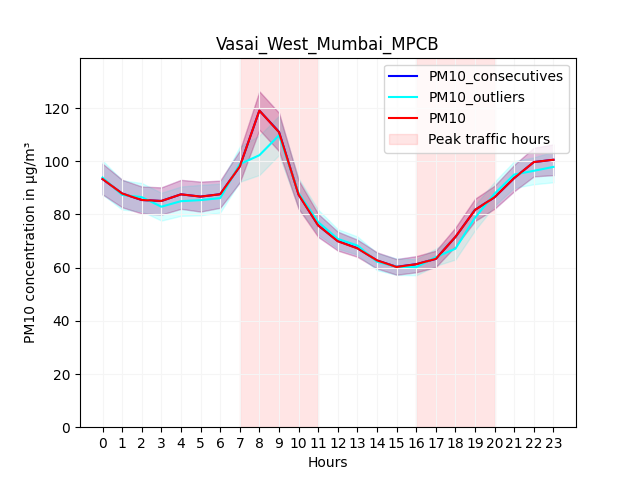 Vasai_West_Mumbai_MPCB
PM10_consecutives
PM10_outliers
PM10
Peak traffic hours
PM10 concentration in µg/m³
120
100
80
60
40
20
0
0 1 2 3 4 5 6 7 8 9 10 11 12 13 14 15 16 17 18 19 20 21 22 23
Hours